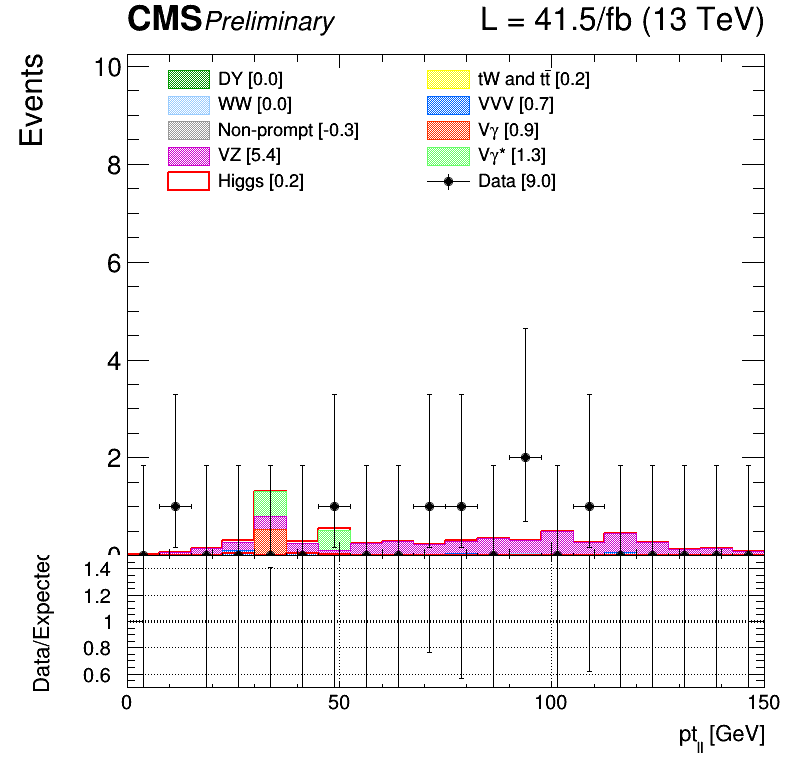 CMS Preliminary L = 41.5/fb (13 TeV)
Events
10
8
6
4
2
0
DY [0.0]
WW [0.0]
Non-prompt [-0.3]
VZ [5.4]
Higgs [0.2]
tW and tt̄ [0.2]
VVV [0.7]
Vγ [0.9]
Vγ* [1.3]
Data [9.0]
Data/Expected
1.4
1.2
1
0.8
0.6
0 50 100 150
pt_ll [GeV]